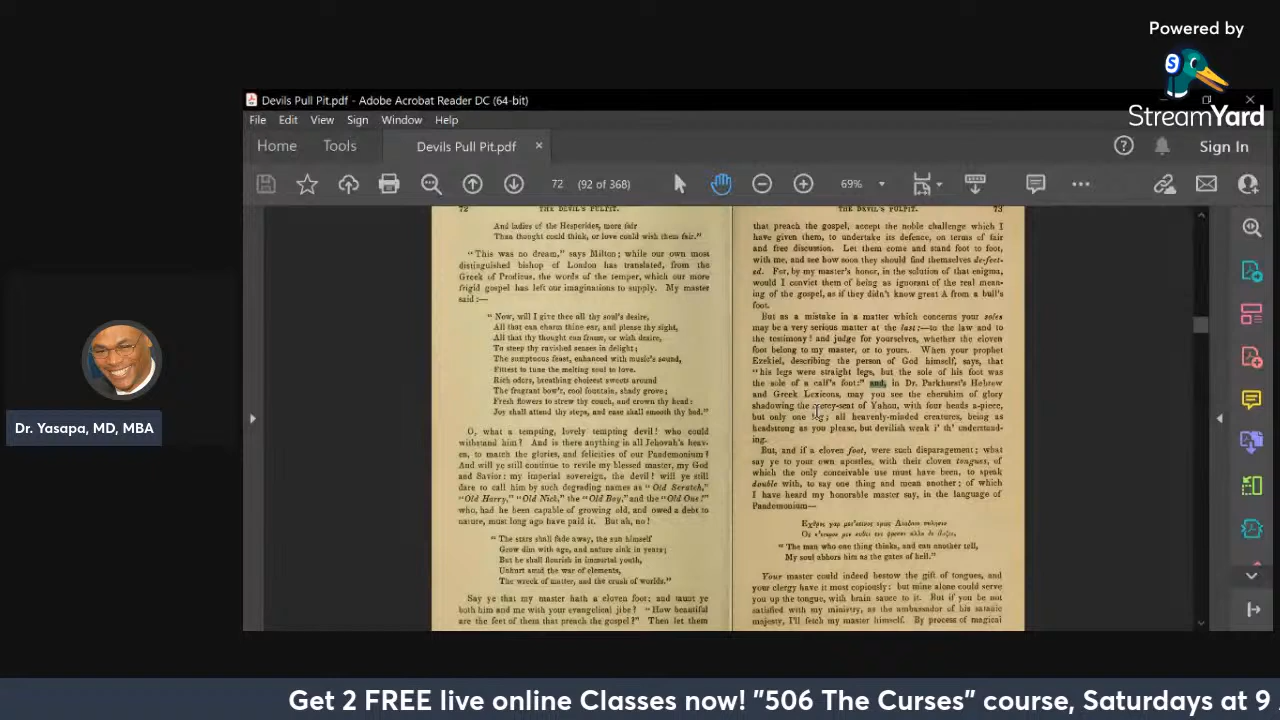 Powered by
StreamYard
Devils Pull Pit.pdf - Adobe Acrobat Reader DC (64-bit)
File Edit View Sign Window Help
Home Tools Devils Pull Pit.pdf × Sign In
72 (92 of 368) 69%
72 THE DEVIL'S PULPIT.
And ladies of the Hesperides, more fair
Than thought could think, or love could wish them fair."
"This was no dream," says Milton; while our own most
distinguished bishop of London has translated, from the
Greek of Prodicus, the words of the tempter, which our more
frigid gospel has left our imaginations to supply. My master
said:—
"Now, will I give thee all thy soul's desire,
All that can charm thine ear, and please thy sight,
All that thy thought can frame, or wish desire,
To steep thy ravished senses in delight;
The sumptuous feast, enhanced with music's sound,
Fittest to tune the melting soul to love.
Rich odors, breathing choicest sweets around
The fragrant bow'r, cool fountain, shady grove;
Fresh flowers to strew thy couch, and crown thy head:
Joy shall attend thy steps, and ease shall smooth thy bed."
O, what a tempting, lovely tempting devil! who could
withstand him? And is there anything in all Jehovah's heav-
en, to match the glories, and felicities of our Pandemonium?
And will ye still continue to revile my blessed master, my God
and Savior: my imperial sovereign, the devil? will ye still
dare to call him by such degrading names as "Old Scratch,"
"Old Harry," "Old Nick," the "Old Boy," and the "Old One?"
who, had he been capable of growing old, and owed a debt to
nature, must long ago have paid it. But ah, no!
"The stars shall fade away, the sun himself
Grow dim with age, and nature sink in years;
But he shall flourish in immortal youth,
Unhurt amid the war of elements,
The wreck of matter, and the crush of worlds."
Say ye that my master hath a cloven foot; and taunt ye
both him and me with your evangelical jibe? "How beautiful
are the feet of them that preach the gospel?" Then let them
THE DEVIL'S PULPIT. 73
that preach the gospel, accept the noble challenge which I
have given them, to undertake its defence, on terms of fair
and free discussion. Let them come and stand foot to foot,
with me, and see how soon they should find themselves de-feet-
ed. For, by my master's honor, in the solution of that enigma,
would I convict them of being as ignorant of the real mean-
ing of the gospel, as if they didn't know great A from a bull's
foot.
But as a mistake in a matter which concerns your soles
may be a very serious matter at the last:—to the law and to
the testimony! and judge for yourselves, whether the cloven
foot belong to my master, or to yours. When your prophet
Ezekiel, describing the person of God himself, says, that
"his legs were straight legs, but the sole of his foot was
the sole of a calf's foot:" and, in Dr. Parkhurst's Hebrew
and Greek Lexicons, may you see the cherubim of glory
shadowing the mercy-seat of Yahou, with four heads a-piece,
but only one all heavenly-minded creatures, being as
headstrong as you please, but devilish weak i' th' understand-
ing.
But, and if a cloven foot, were such disparagement; what
say ye to your own apostles, with their cloven tongues, of
which the only conceivable use must have been, to speak
double with, to say one thing and mean another; of which
I have heard my honorable master say, in the language of
Pandemonium—
"The man who one thing thinks, and can another tell,
My soul abhors him as the gates of hell."
Your master could indeed bestow the gift of tongues, and
your clergy have it most copiously: but mine alone could serve
you up the tongue, with brain sauce to it. But if you be not
satisfied with my ministry, as the ambassador of his satanic
majesty, I'll fetch my master himself. By process of magical
Dr. Yasapa, MD, MBA
Get 2 FREE live online Classes now! "506 The Curses" course, Saturdays at 9